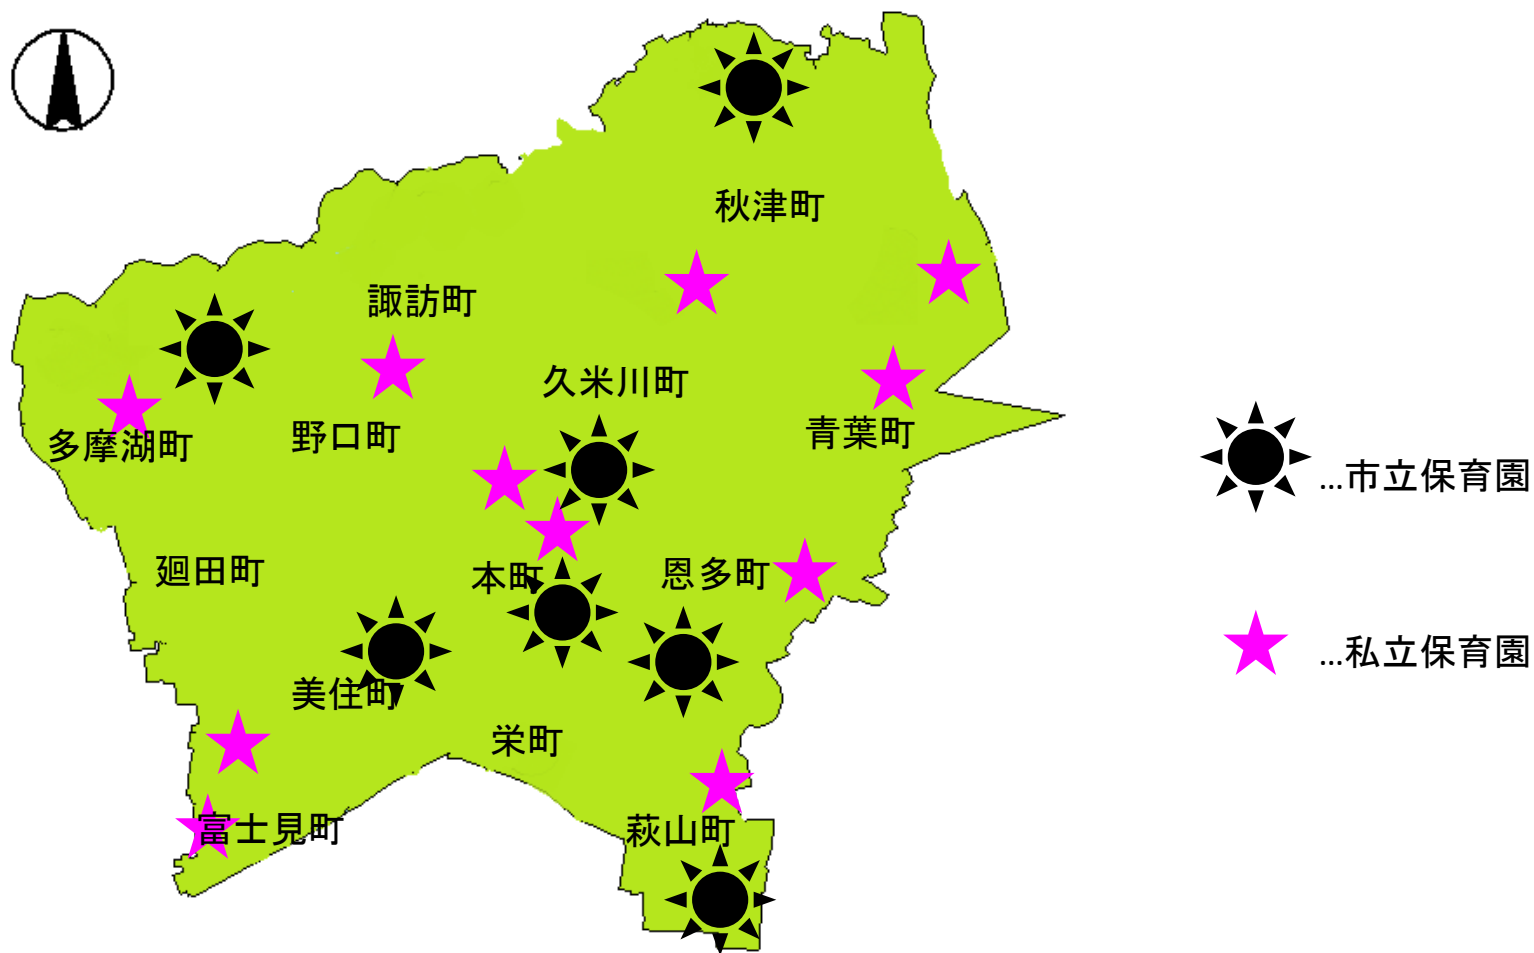 秋津町
諏訪町
久米川町
野口町
青葉町
多摩湖町
…市立保育園
廻田町
本町
恩多町
…私立保育園
美住町
栄町
富士見町
萩山町